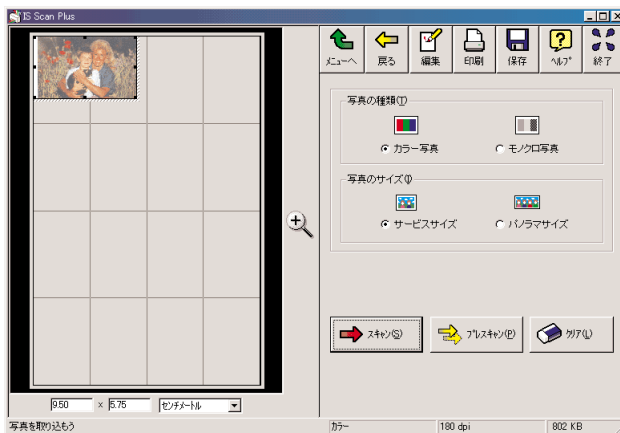 IS Scan Plus
ﾒﾆｭｰへ
戻る
編集
印刷
保存
ﾍﾙﾌﾟ
終了
写真の種類(T)
カラー写真
モノクロ写真
写真のサイズ(I)
サービスサイズ
パノラマサイズ
ｽｷｬﾝ(S)
ﾌﾟﾚｽｷｬﾝ(P)
ｸﾘｱ(L)
9.50 × 5.75 ｾﾝﾁﾒｰﾄﾙ
写真を取り込もう ｶﾗｰ 180 dpi 802 KB